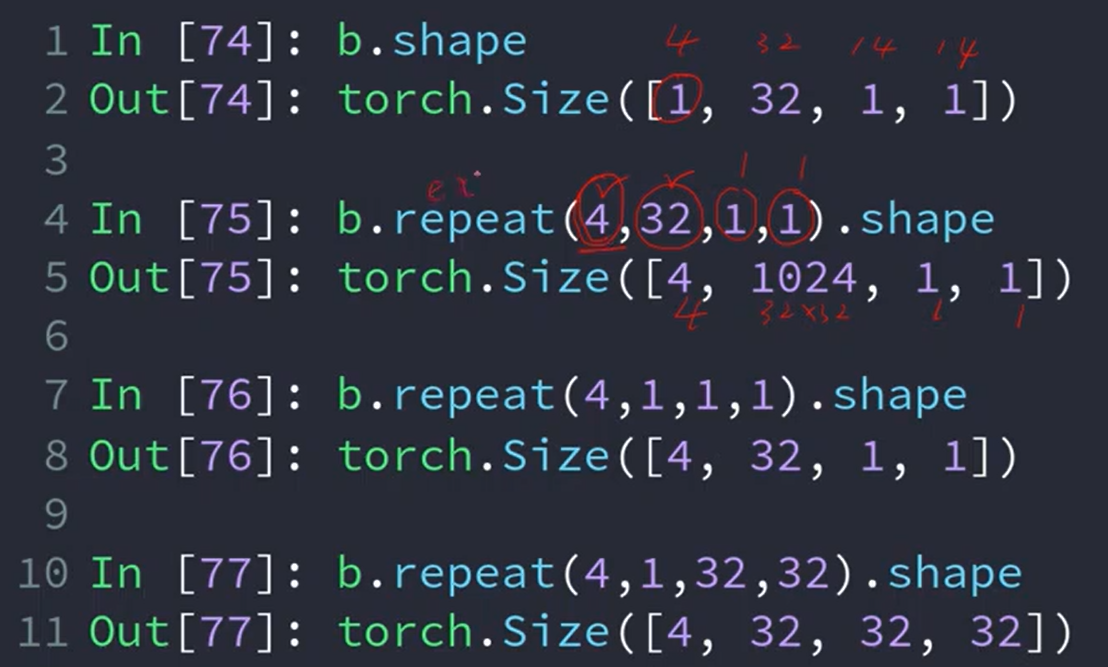 4 32 14 14
1 In [74]: b.shape
2 Out[74]: torch.Size([1, 32, 1, 1])
3
ex 1 1
4 In [75]: b.repeat(4,32,1,1).shape
5 Out[75]: torch.Size([4, 1024, 1, 1])
4 32×32 1 1
6
7 In [76]: b.repeat(4,1,1,1).shape
8 Out[76]: torch.Size([4, 32, 1, 1])
9
10 In [77]: b.repeat(4,1,32,32).shape
11 Out[77]: torch.Size([4, 32, 32, 32])